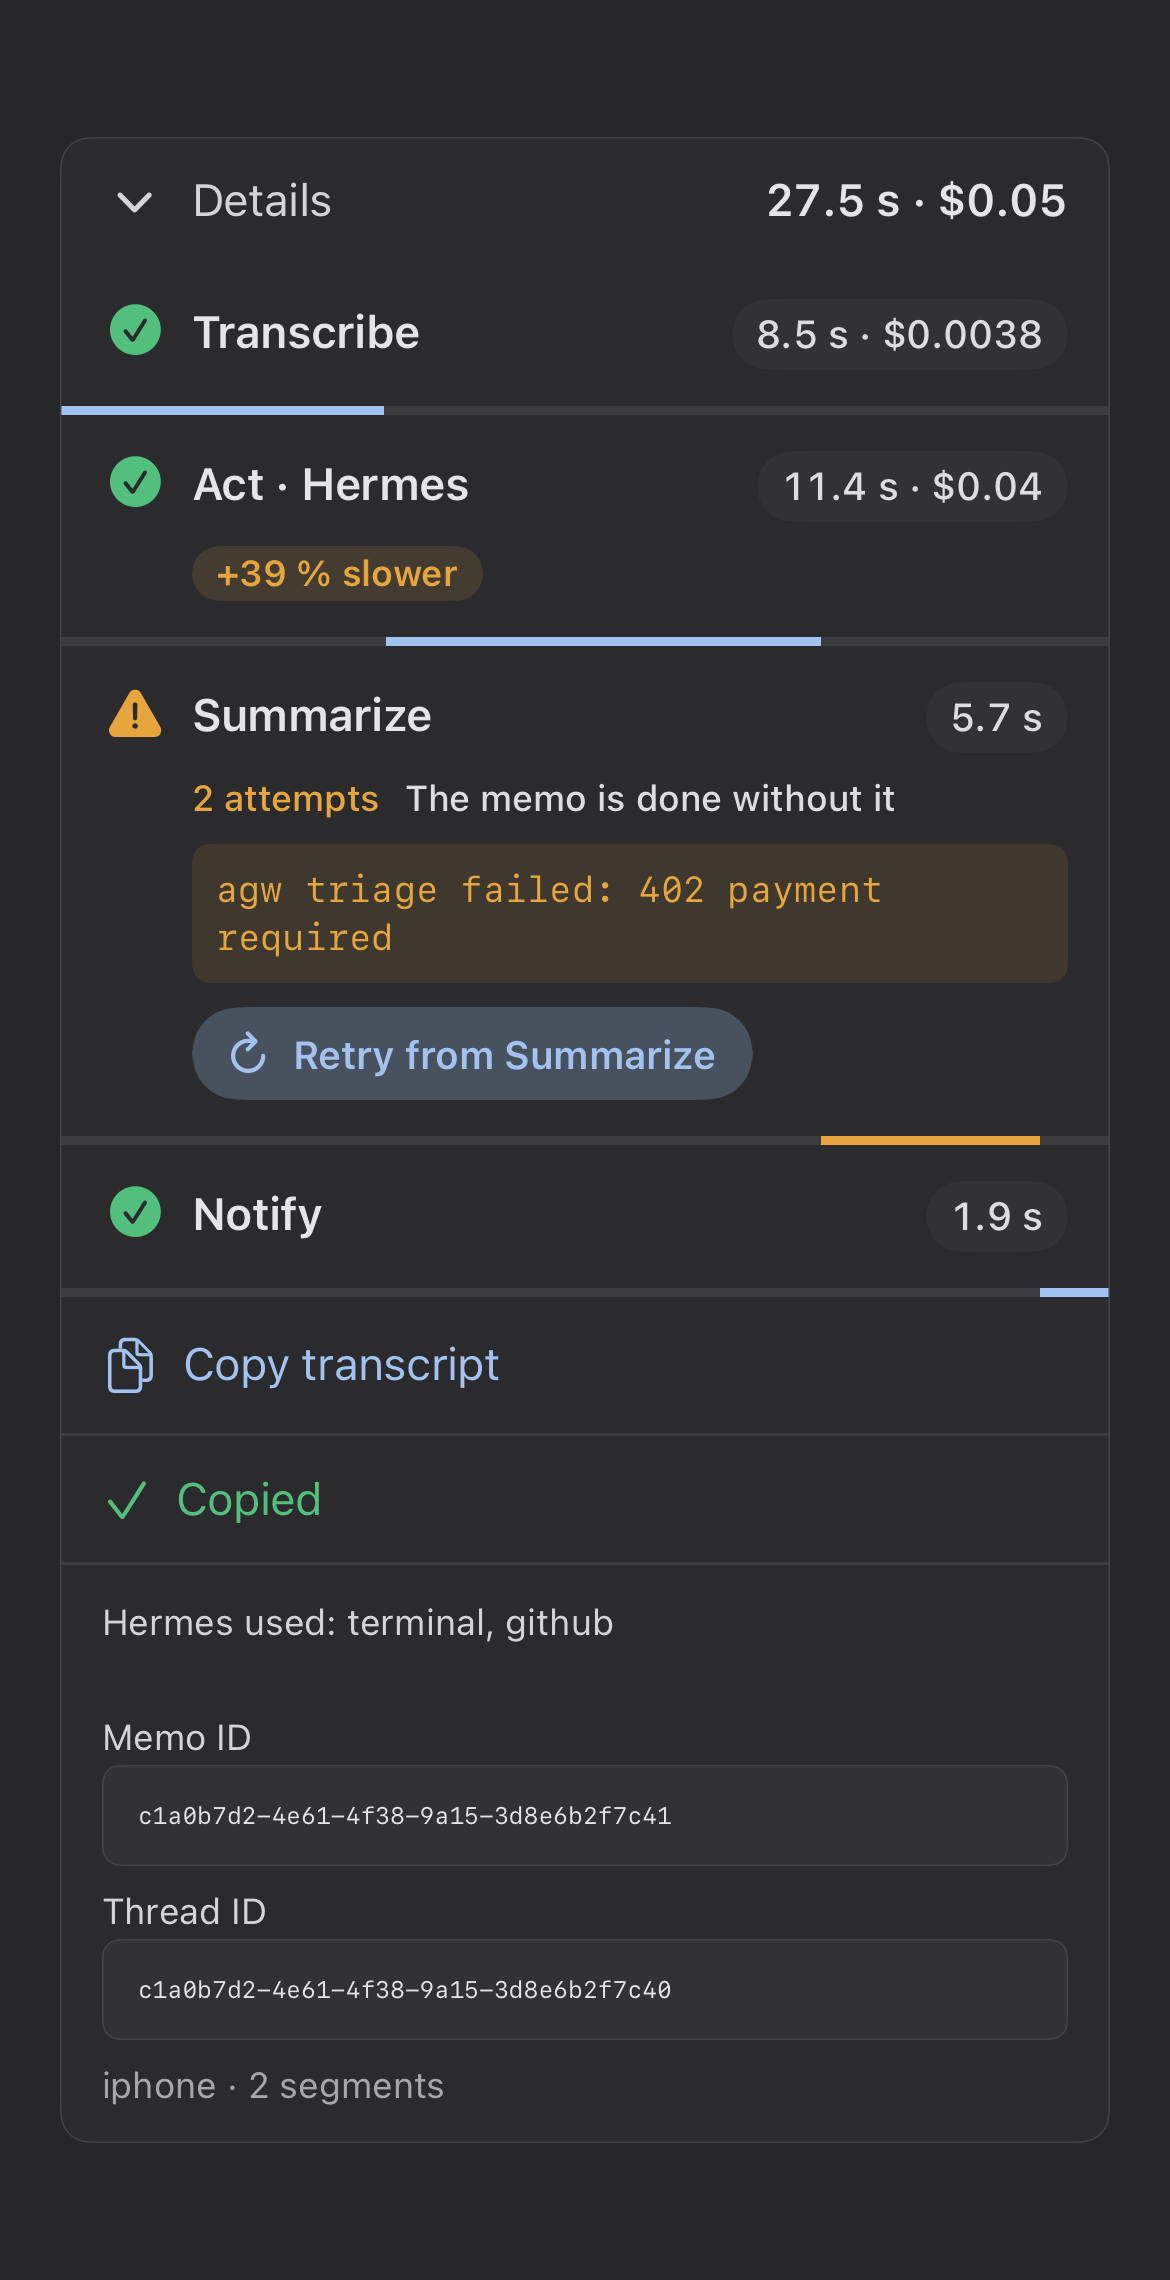 Details
27.5 s · $0.05
Transcribe
8.5 s · $0.0038
Act · Hermes
11.4 s · $0.04
+39 % slower
Summarize
5.7 s
2 attempts The memo is done without it
agw triage failed: 402 payment
required
Retry from Summarize
Notify
1.9 s
Copy transcript
Copied
Hermes used: terminal, github
Memo ID
c1a0b7d2-4e61-4f38-9a15-3d8e6b2f7c41
Thread ID
c1a0b7d2-4e61-4f38-9a15-3d8e6b2f7c40
iphone · 2 segments